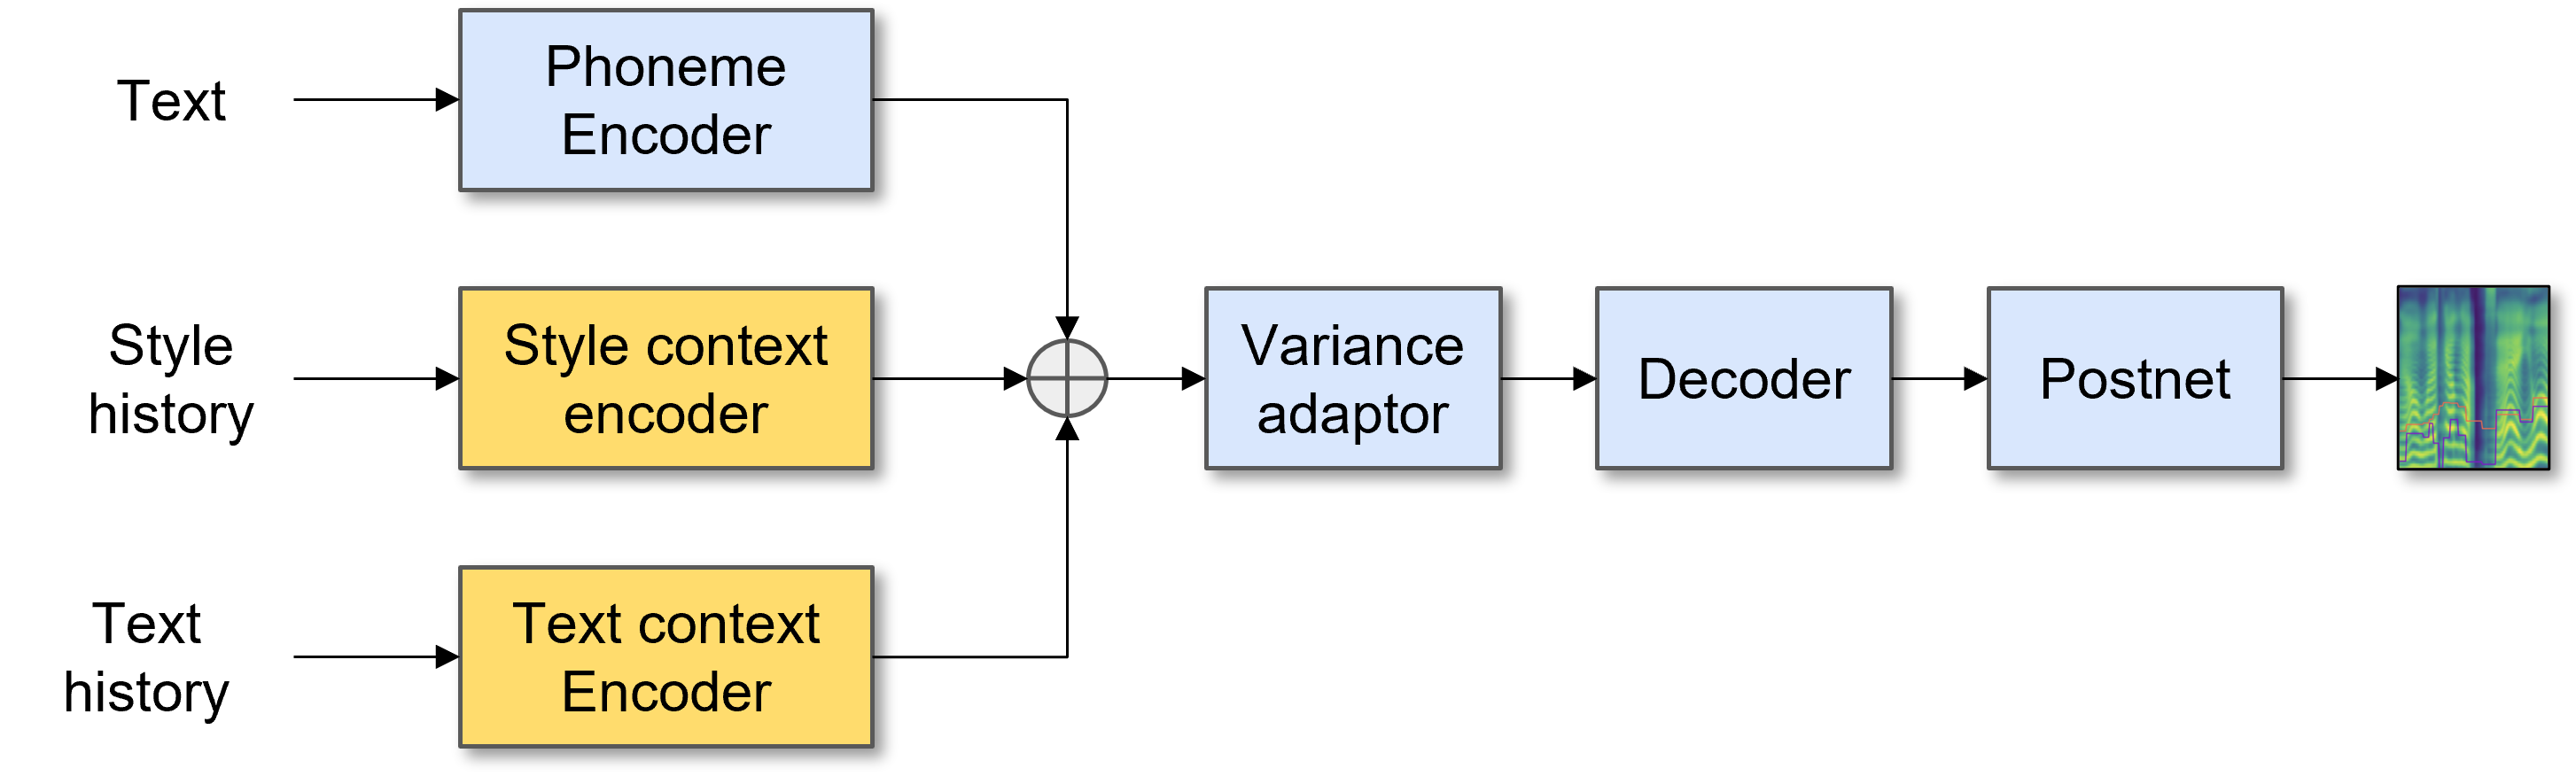 Text
Phoneme
Encoder
Style
history
Style context
encoder
Text
history
Text context
Encoder
Variance
adaptor
Decoder
Postnet